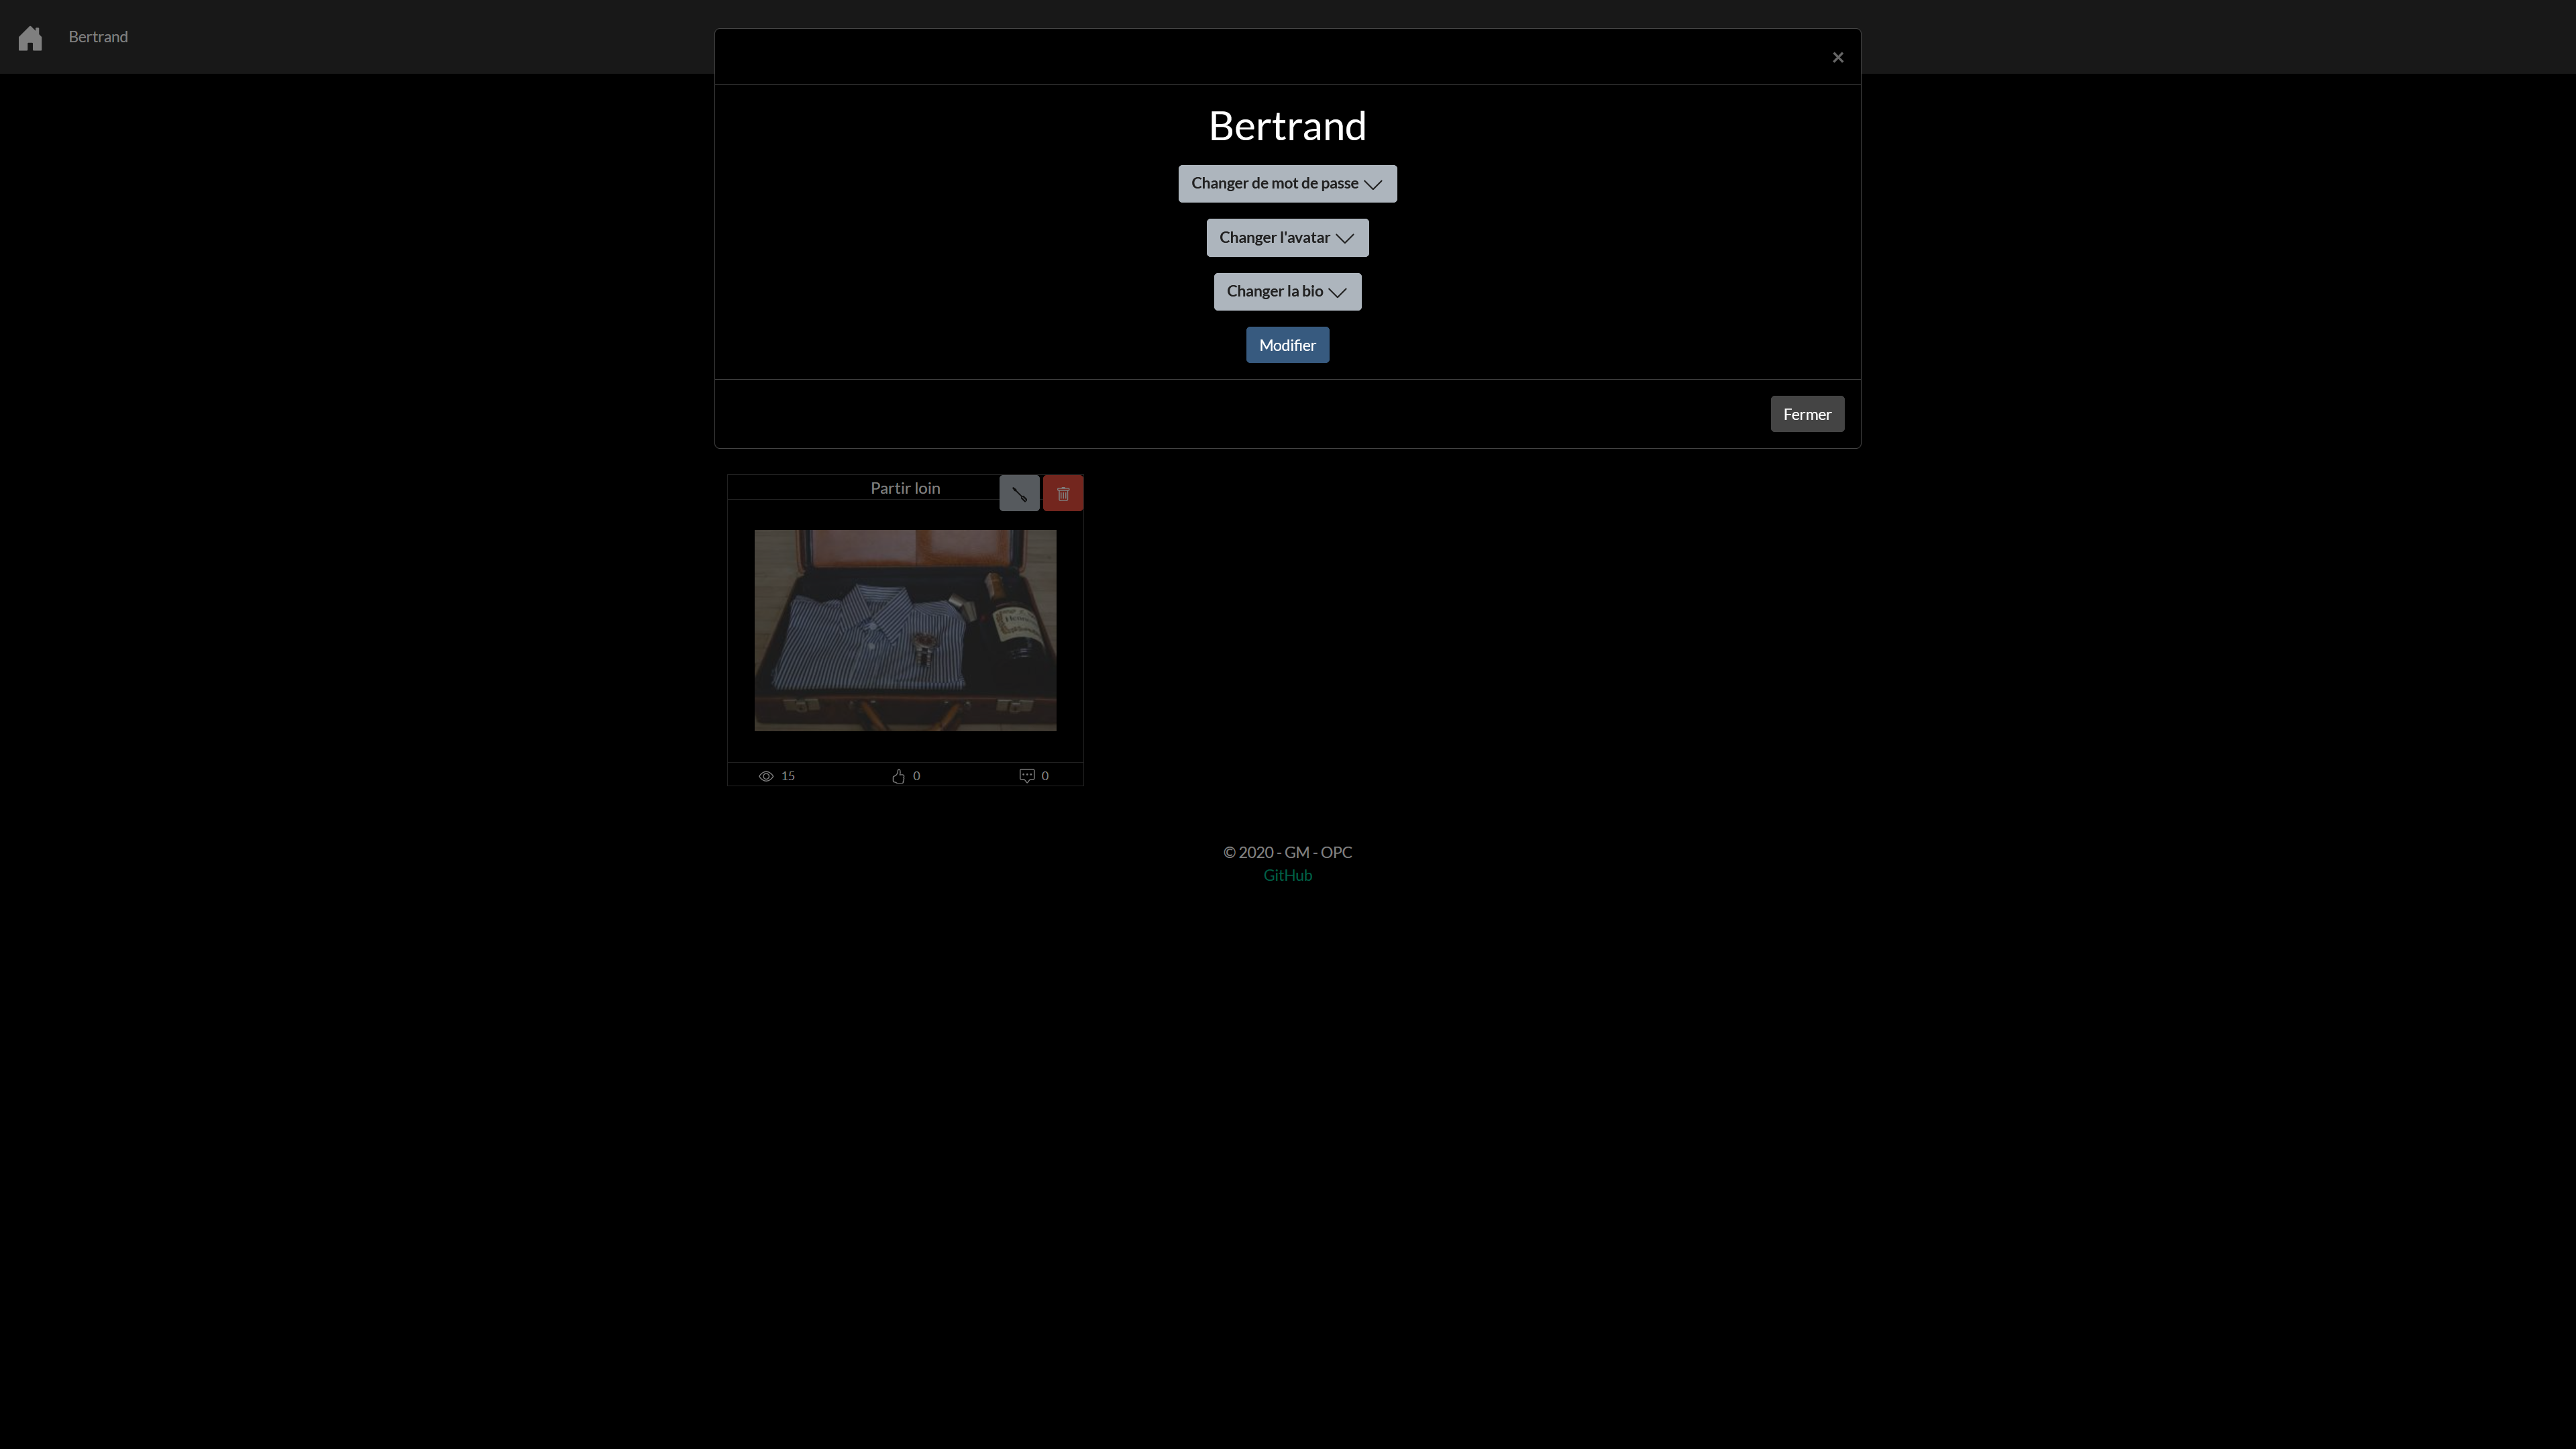 Bertrand
×
Bertrand
Changer de mot de passe
Changer l'avatar
Changer la bio
Modifier
Fermer
Partir loin
15 0 0
© 2020 - GM - OPC
GitHub